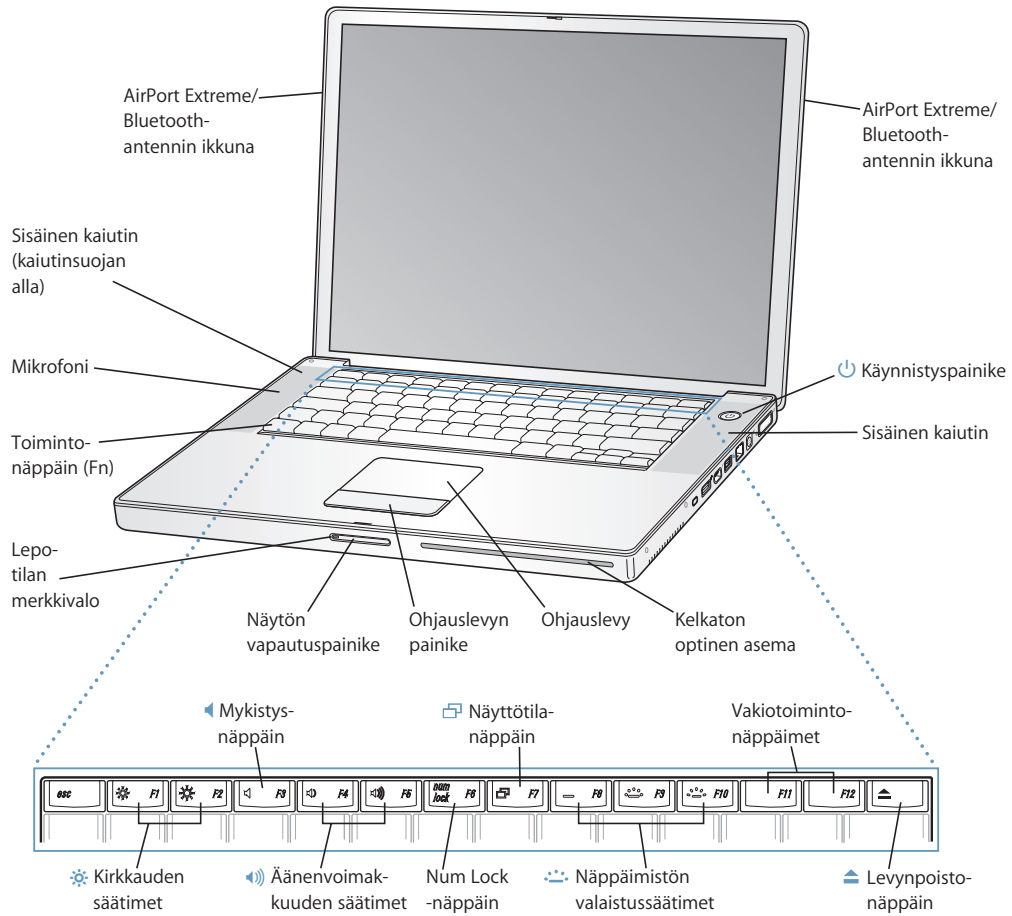 AirPort Extreme/
Bluetooth-
antennin ikkuna
AirPort Extreme/
Bluetooth-
antennin ikkuna
Sisäinen kaiutin
(kaiutinsuojan
alla)
Mikrofoni
Käynnistyspainike
Toiminto-
näppäin (Fn)
Sisäinen kaiutin
Lepo-
tilan
merkkivalo
Näytön
vapautuspainike
Ohjauslevyn
painike
Ohjauslevy
Kelkaton
optinen asema
Mykistys-
näppäin
Näyttötila-
näppäin
Vakiotoiminto-
näppäimet
esc F1 F2 F3 F4 F5 num lock F6 F7 F8 F9 F10 F11 F12
Kirkkauden
säätimet
Äänenvoimak-
kuuden säätimet
Num Lock
-näppäin
Näppäimistön
valaistussäätimet
Levynpoisto-
näppäin